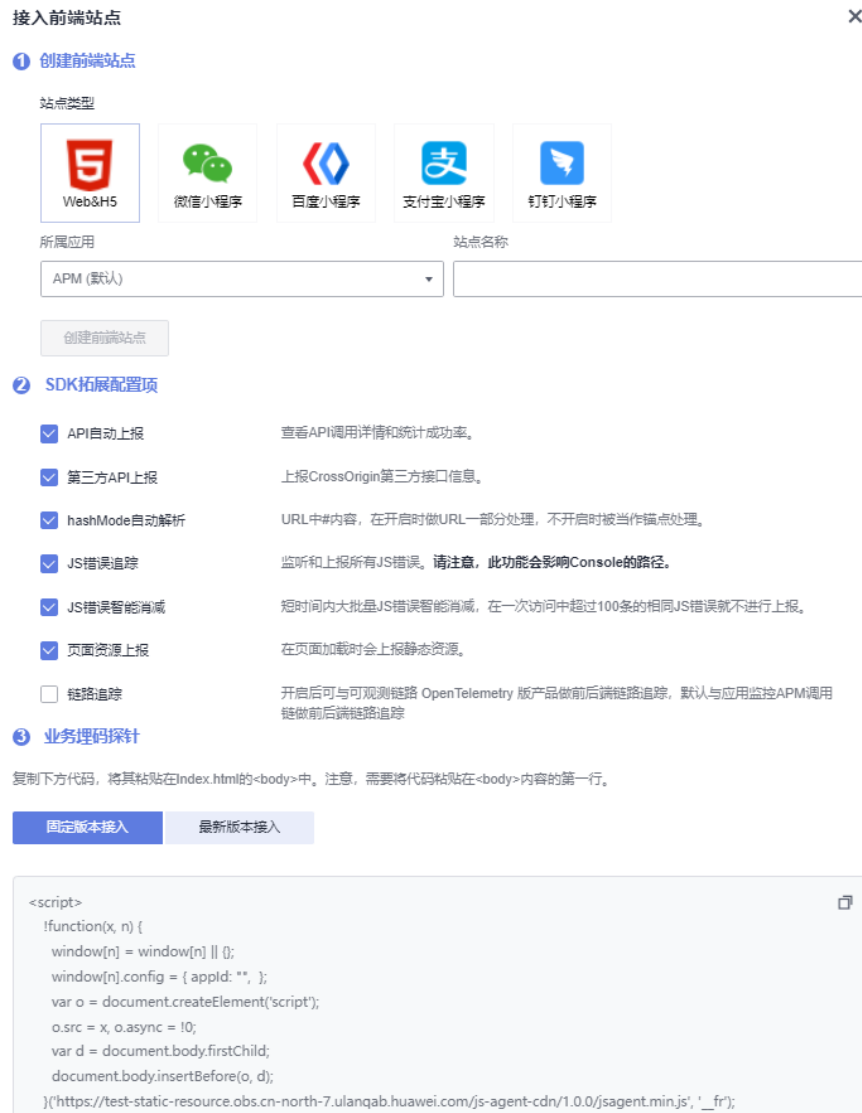 接入前端站点
1 创建前端站点
站点类型
Web&H5
微信小程序
百度小程序
支付宝小程序
钉钉小程序
所属应用
站点名称
APM (默认)
创建前端站点
2 SDK拓展配置项
API自动上报 查看API调用详情和统计成功率。
第三方API上报 上报CrossOrigin第三方接口信息。
hashMode自动解析 URL中#内容，在开启时做URL一部分处理，不开启时被当作锚点处理。
JS错误追踪 监听和上报所有JS错误。请注意，此功能会影响Console的路径。
JS错误智能消减 短时间内大批量JS错误智能消减，在一次访问中超过100条的相同JS错误就不进行上报。
页面资源上报 在页面加载时会上报静态资源。
链路追踪 开启后可与可观测链路 OpenTelemetry 版产品做前后端链路追踪，默认与应用监控APM调用
链做前后端链路追踪
3 业务埋码探针
复制下方代码，将其粘贴在Index.html的<body>中。注意，需要将代码粘贴在<body>内容的第一行。
固定版本接入 最新版本接入
<script>
!function(x, n) {
window[n] = window[n] || {};
window[n].config = { appId: "", };
var o = document.createElement('script');
o.src = x, o.async = !0;
var d = document.body.firstChild;
document.body.insertBefore(o, d);
}('https://test-static-resource.obs.cn-north-7.ulanqab.huawei.com/js-agent-cdn/1.0.0/jsagent.min.js', '__fr');